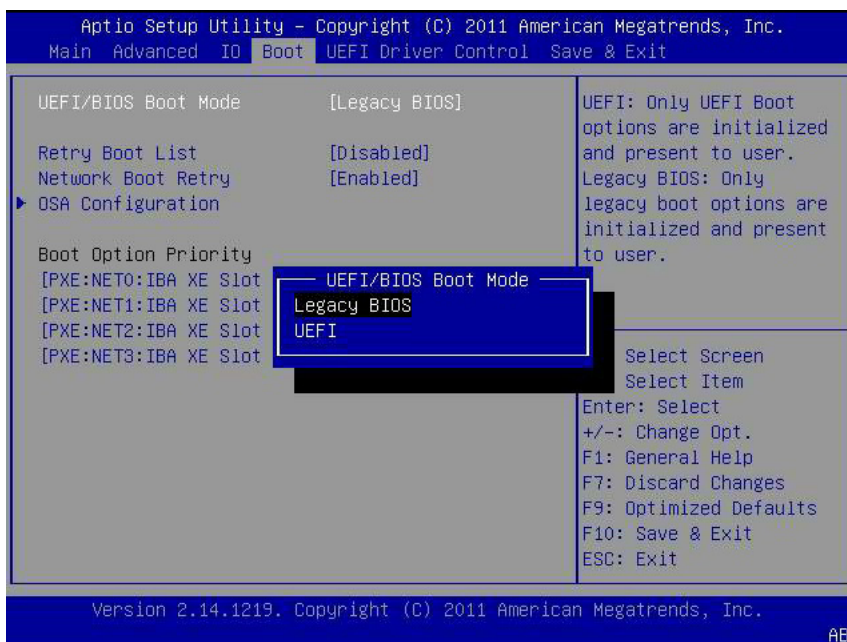 Aptio Setup Utility – Copyright (C) 2011 American Megatrends, Inc.
Main Advanced IO Boot UEFI Driver Control Save & Exit
UEFI/BIOS Boot Mode [Legacy BIOS]
Retry Boot List [Disabled]
Network Boot Retry [Enabled]
OSA Configuration
Boot Option Priority
[PXE:NET0:IBA XE Slot
[PXE:NET1:IBA XE Slot
[PXE:NET2:IBA XE Slot
[PXE:NET3:IBA XE Slot
UEFI/BIOS Boot Mode
Legacy BIOS
UEFI
UEFI: Only UEFI Boot
options are initialized
and present to user.
Legacy BIOS: Only
legacy boot options are
initialized and present
to user.
Select Screen
Select Item
Enter: Select
+/-: Change Opt.
F1: General Help
F7: Discard Changes
F9: Optimized Defaults
F10: Save & Exit
ESC: Exit
Version 2.14.1219. Copyright (C) 2011 American Megatrends, Inc.
AB